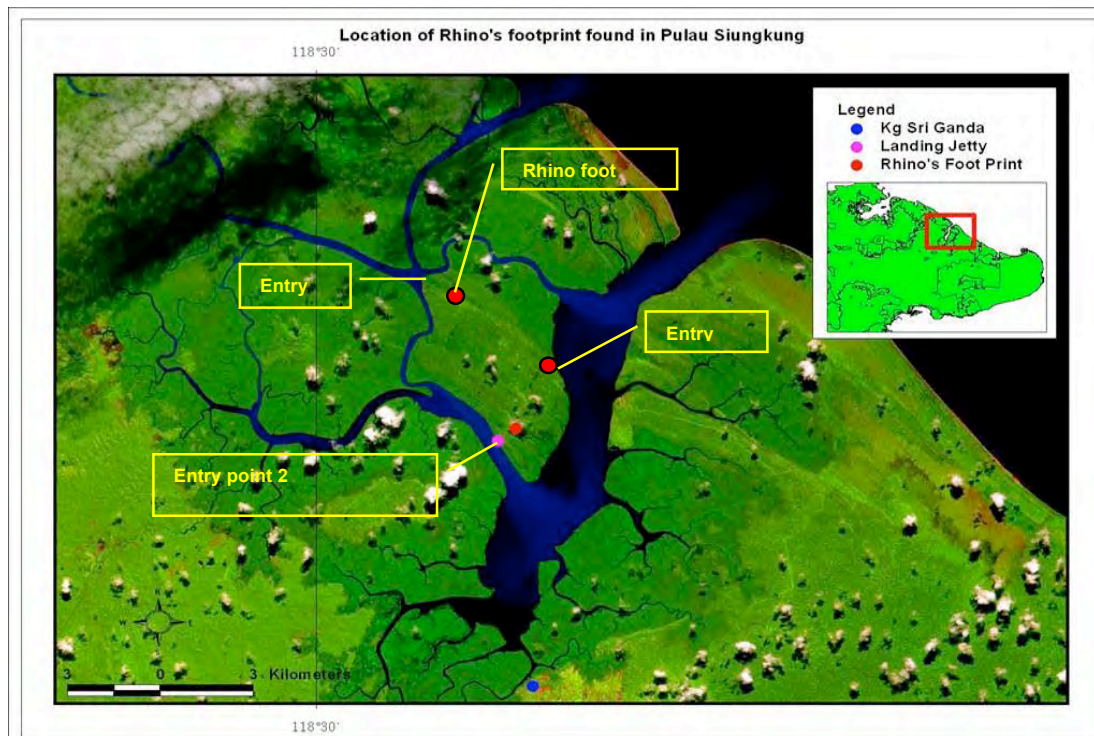 Location of Rhino's footprint found in Pulau Siungkung
118°30'
Legend
Kg Sri Ganda
Landing Jetty
Rhino's Foot Print
Rhino foot
Entry
Entry
Entry point 2
N
W E
S
3 0 3 Kilometers
118°30'